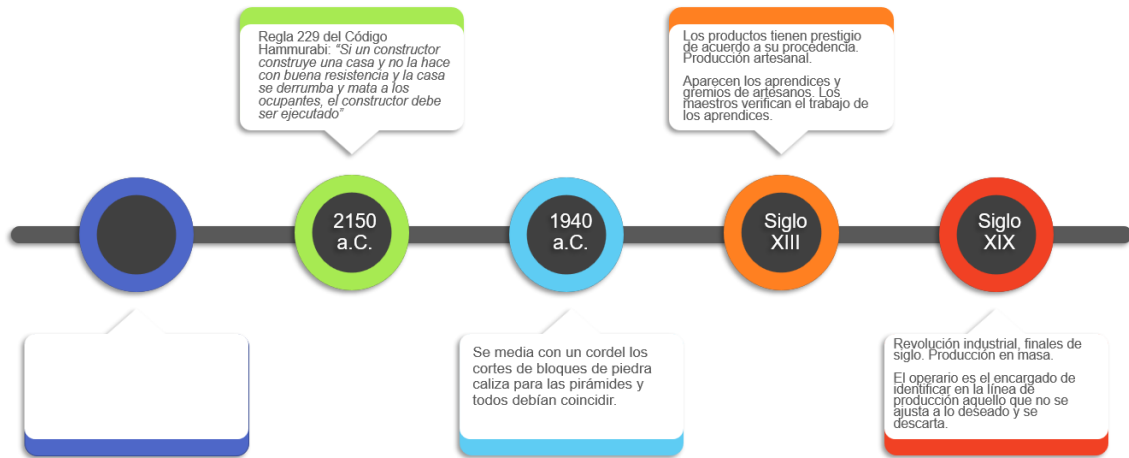 Regla 229 del Código
Hammurabi: “Si un constructor
construye una casa y no la hace
con buena resistencia y la casa
se derrumba y mata a los
ocupantes, el constructor debe
ser ejecutado”
Los productos tienen prestigio
de acuerdo a su procedencia.
Producción artesanal.
Aparecen los aprendices y
gremios de artesanos. Los
maestros verifican el trabajo de
los aprendices.
2150
a.C.
1940
a.C.
Siglo
XIII
Siglo
XIX
Se media con un cordel los
cortes de bloques de piedra
caliza para las pirámides y
todos debían coincidir.
Revolución industrial, finales de
siglo. Producción en masa.
El operario es el encargado de
identificar en la línea de
producción aquello que no se
ajusta a lo deseado y se
descarta.